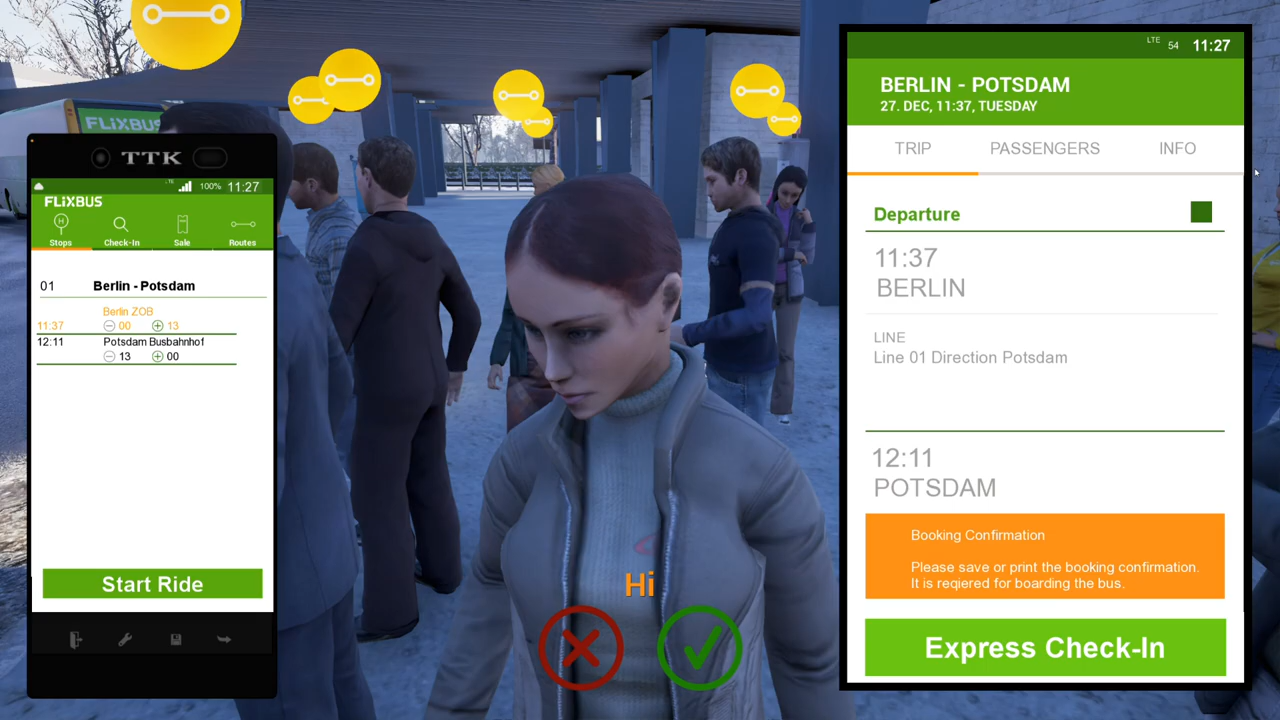 FLiXBUS
TTK
LTE 100% 11:27
FLiXBUS
Stops Check-In Sale Routes
01 Berlin - Potsdam
Berlin ZOB
11:37 00 13
12:11 Potsdam Busbahnhof
13 00
Start Ride
Hi
LTE 54 11:27
BERLIN - POTSDAM
27. DEC, 11:37, TUESDAY
TRIP PASSENGERS INFO
Departure
11:37
BERLIN
LINE
Line 01 Direction Potsdam
12:11
POTSDAM
Booking Confirmation
Please save or print the booking confirmation.
It is reqiered for boarding the bus.
Express Check-In